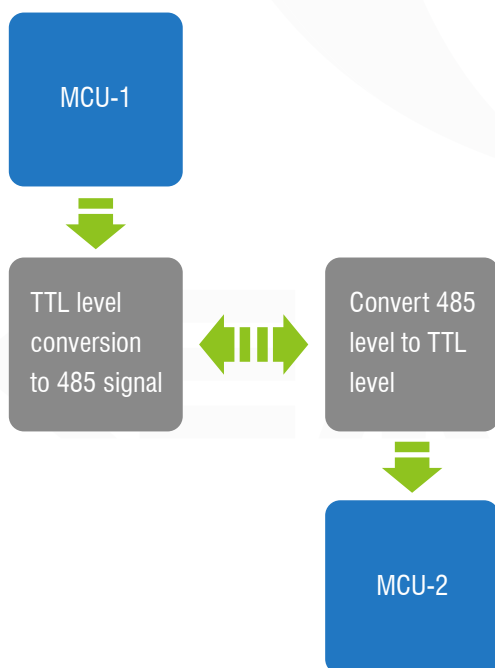 MCU-1
TTL level
conversion
to 485 signal
Convert 485
level to TTL
level
MCU-2